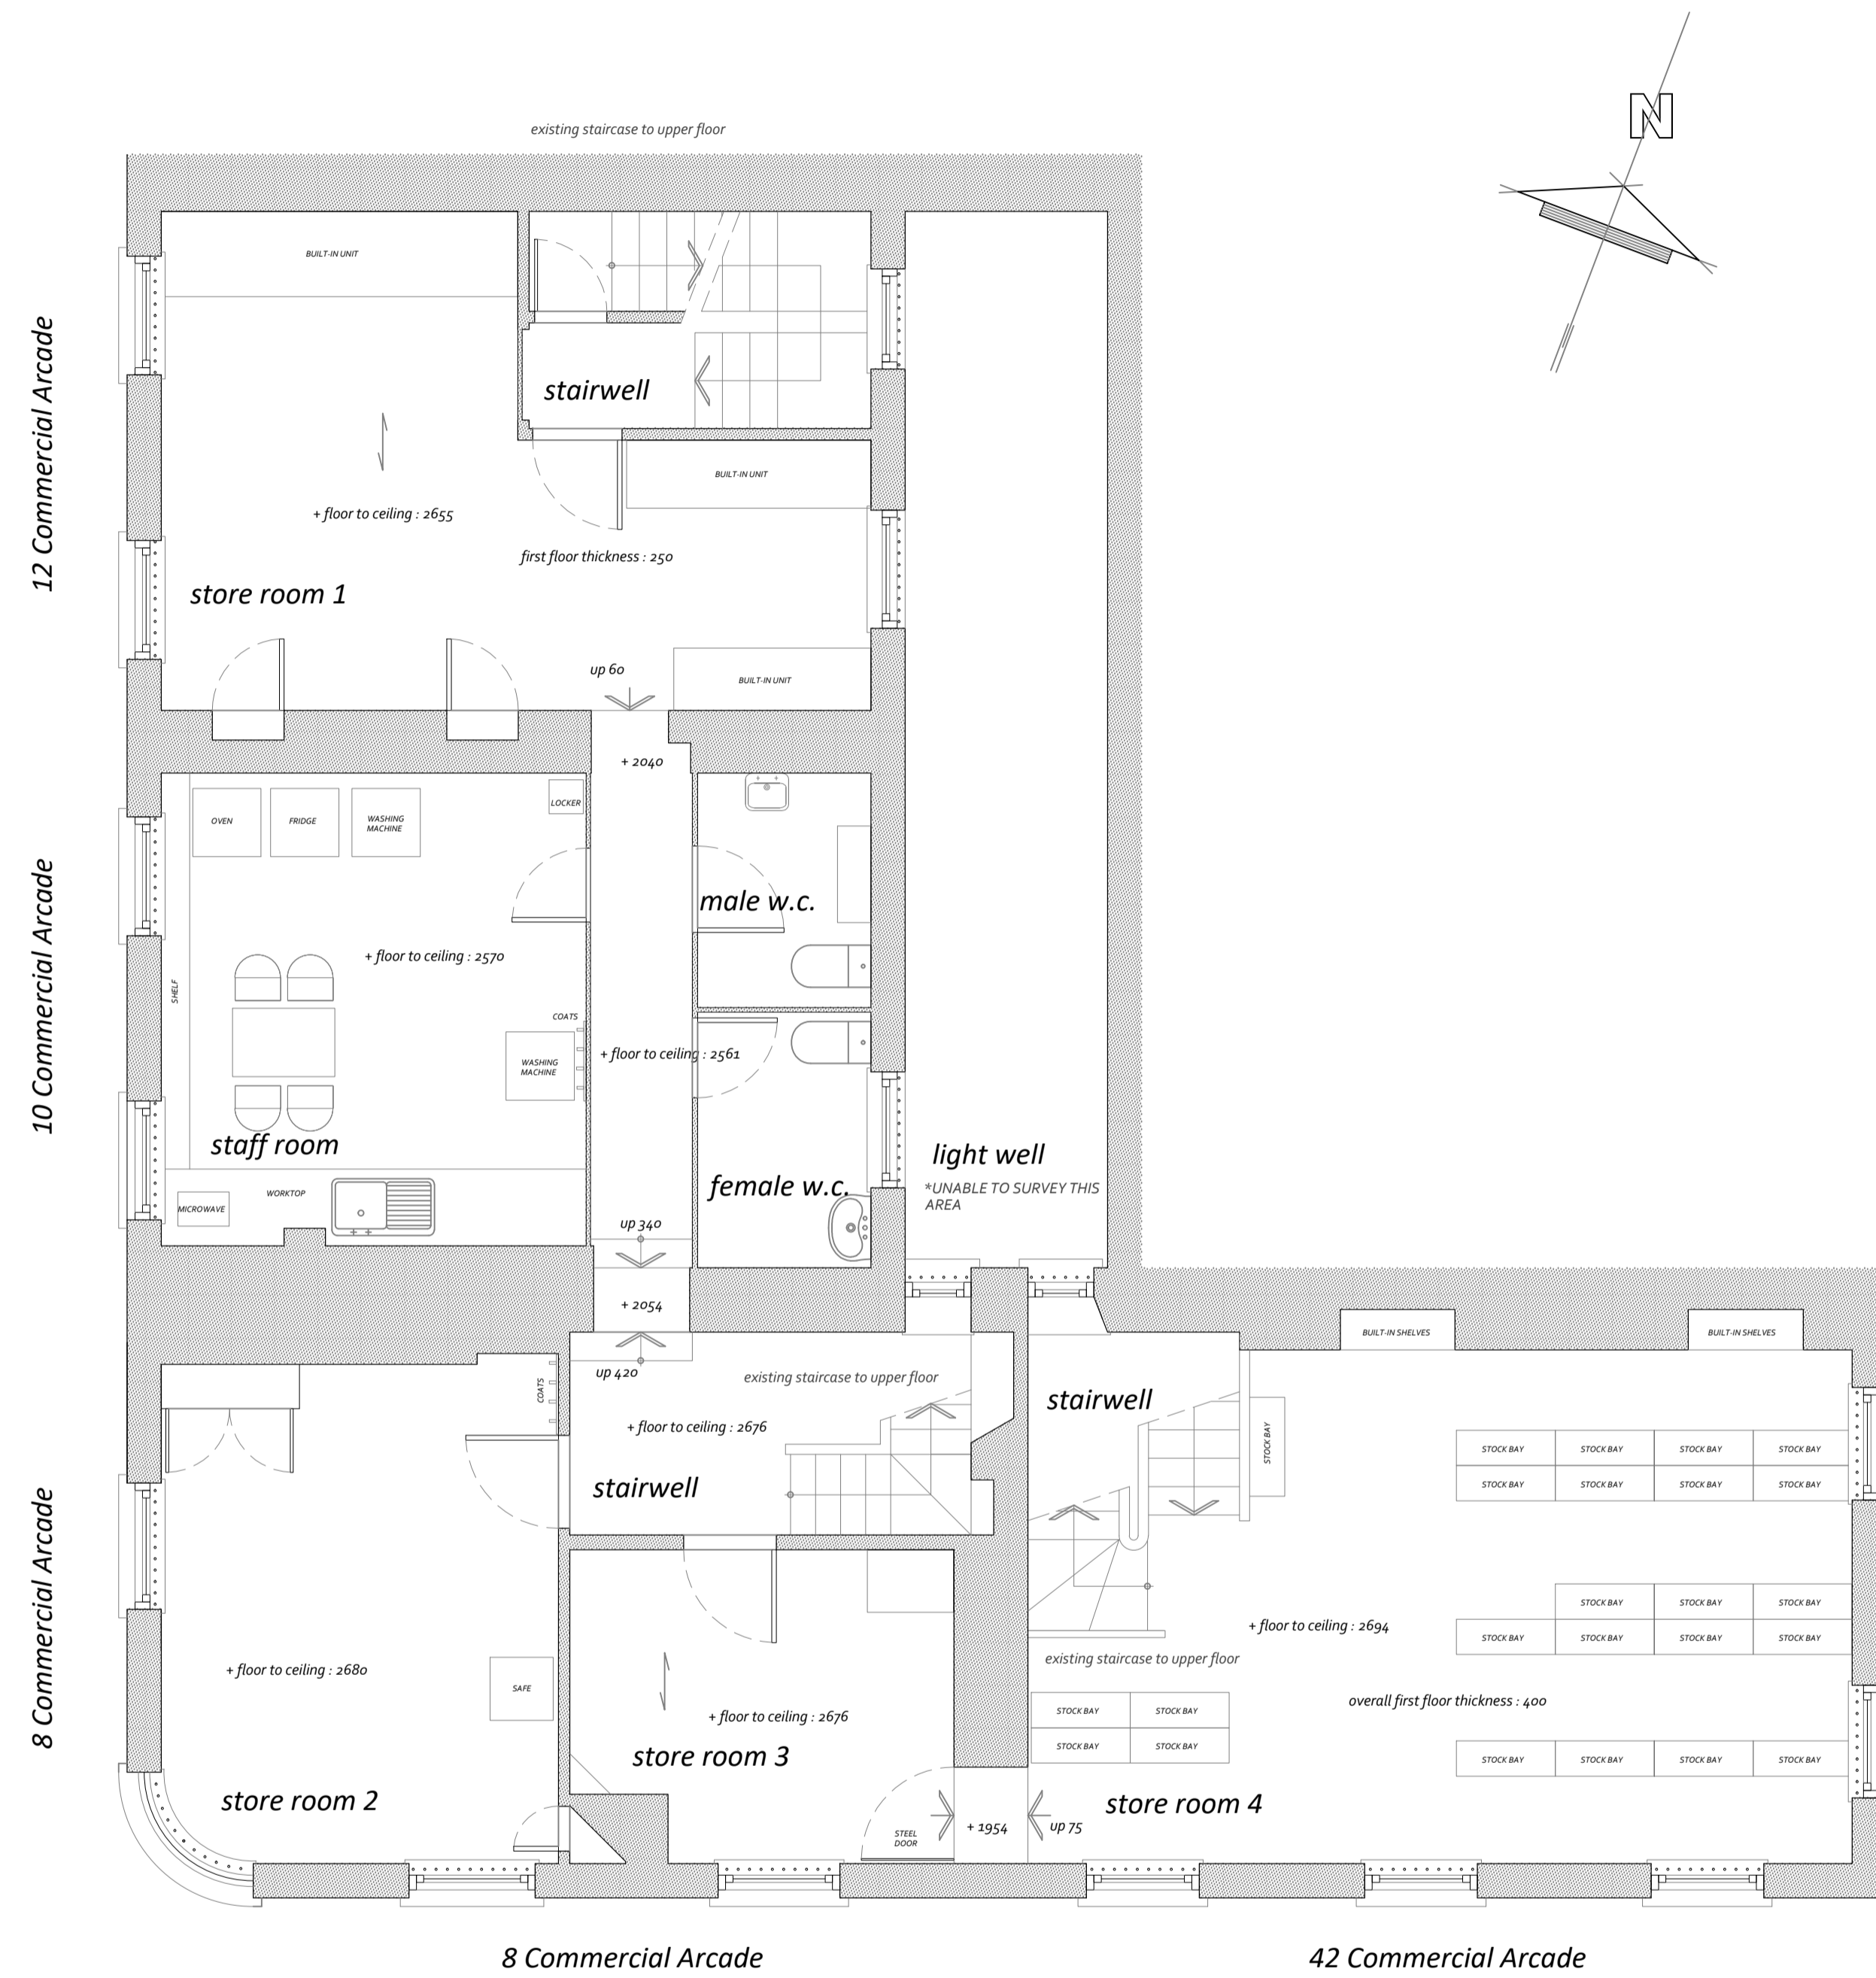 N
existing staircase to upper floor
BUILT-IN UNIT
stairwell
12 Commercial Arcade
BUILT-IN UNIT
+ floor to ceiling : 2655
first floor thickness : 250
store room 1
up 60
BUILT-IN UNIT
+ 2040
LOCKER
OVEN
FRIDGE
WASHING
MACHINE
male w.c.
10 Commercial Arcade
+ floor to ceiling : 2570
SHELF
COATS
WASHING
MACHINE
+ floor to ceiling : 2561
staff room
light well
*UNABLE TO SURVEY THIS
AREA
female w.c.
WORKTOP
MICROWAVE
up 340
+ 2054
BUILT-IN SHELVES
BUILT-IN SHELVES
up 420
existing staircase to upper floor
COATS
stairwell
+ floor to ceiling : 2676
STOCK BAY
STOCK BAY
STOCK BAY
STOCK BAY
STOCK BAY
STOCK BAY
STOCK BAY
STOCK BAY
STOCK BAY
stairwell
8 Commercial Arcade
STOCK BAY
STOCK BAY
STOCK BAY
+ floor to ceiling : 2694
STOCK BAY
STOCK BAY
STOCK BAY
STOCK BAY
existing staircase to upper floor
+ floor to ceiling : 2680
SAFE
overall first floor thickness : 400
STOCK BAY
STOCK BAY
+ floor to ceiling : 2676
STOCK BAY
STOCK BAY
store room 3
STOCK BAY
STOCK BAY
STOCK BAY
STOCK BAY
store room 2
store room 4
STEEL
DOOR
+ 1954
up 75
8 Commercial Arcade
42 Commercial Arcade